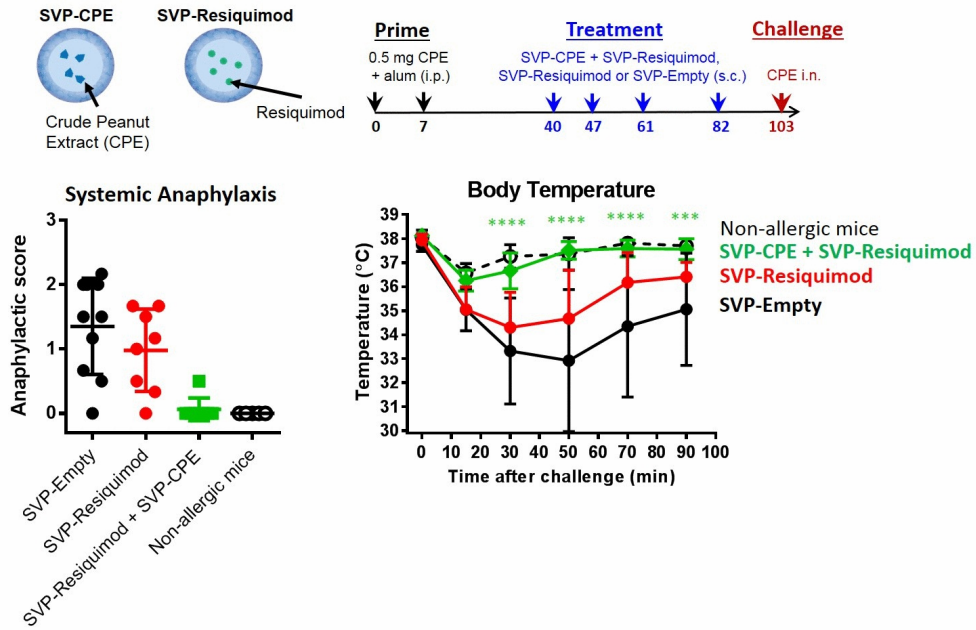 SVP-CPE
SVP-Resiquimod
Crude Peanut
Extract (CPE)
Resiquimod
Prime
0.5 mg CPE
+ alum (i.p.)
Treatment
SVP-CPE + SVP-Resiquimod,
SVP-Resiquimod or SVP-Empty (s.c.)
Challenge
CPE i.n.
0 7 40 47 61 82 103
Systemic Anaphylaxis
Anaphylactic score
3
2
1
0
SVP-Empty
SVP-Resiquimod
SVP-Resiquimod + SVP-CPE
Non-allergic mice
Body Temperature
Temperature (°C)
39
38
37
36
35
34
33
32
31
30
**** **** **** ***
0 10 20 30 40 50 60 70 80 90 100
Time after challenge (min)
Non-allergic mice
SVP-CPE + SVP-Resiquimod
SVP-Resiquimod
SVP-Empty